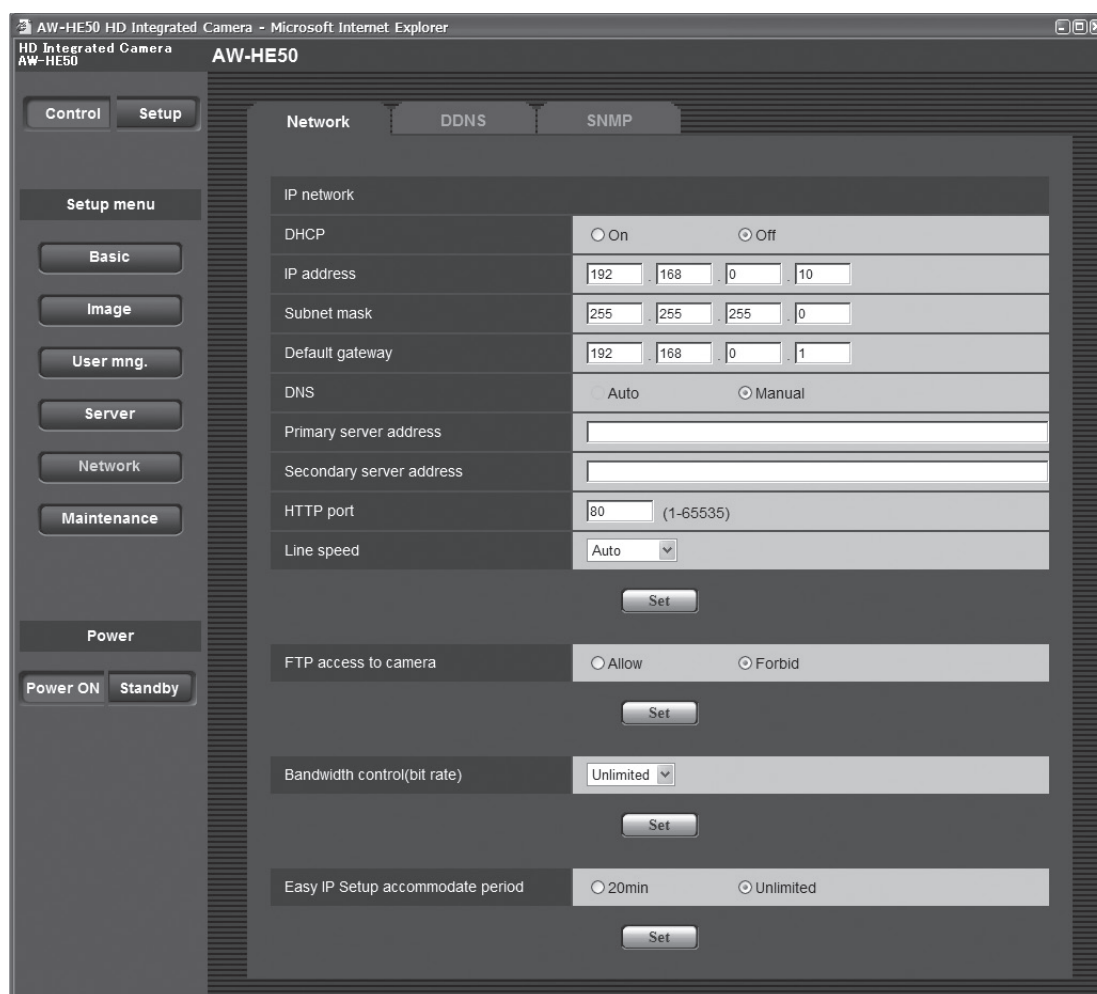 AW-HE50 HD Integrated Camera - Microsoft Internet Explorer
HD Integrated Camera
AW-HE50
AW-HE50
Control Setup
Setup menu
Basic
Image
User mng.
Server
Network
Maintenance
Power
Power ON Standby
Network DDNS SNMP
IP network
DHCP On Off
IP address 192 . 168 . 0 . 10
Subnet mask 255 . 255 . 255 . 0
Default gateway 192 . 168 . 0 . 1
DNS Auto Manual
Primary server address
Secondary server address
HTTP port 80 (1-65535)
Line speed Auto
Set
FTP access to camera Allow Forbid
Set
Bandwidth control(bit rate) Unlimited
Set
Easy IP Setup accommodate period 20min Unlimited
Set